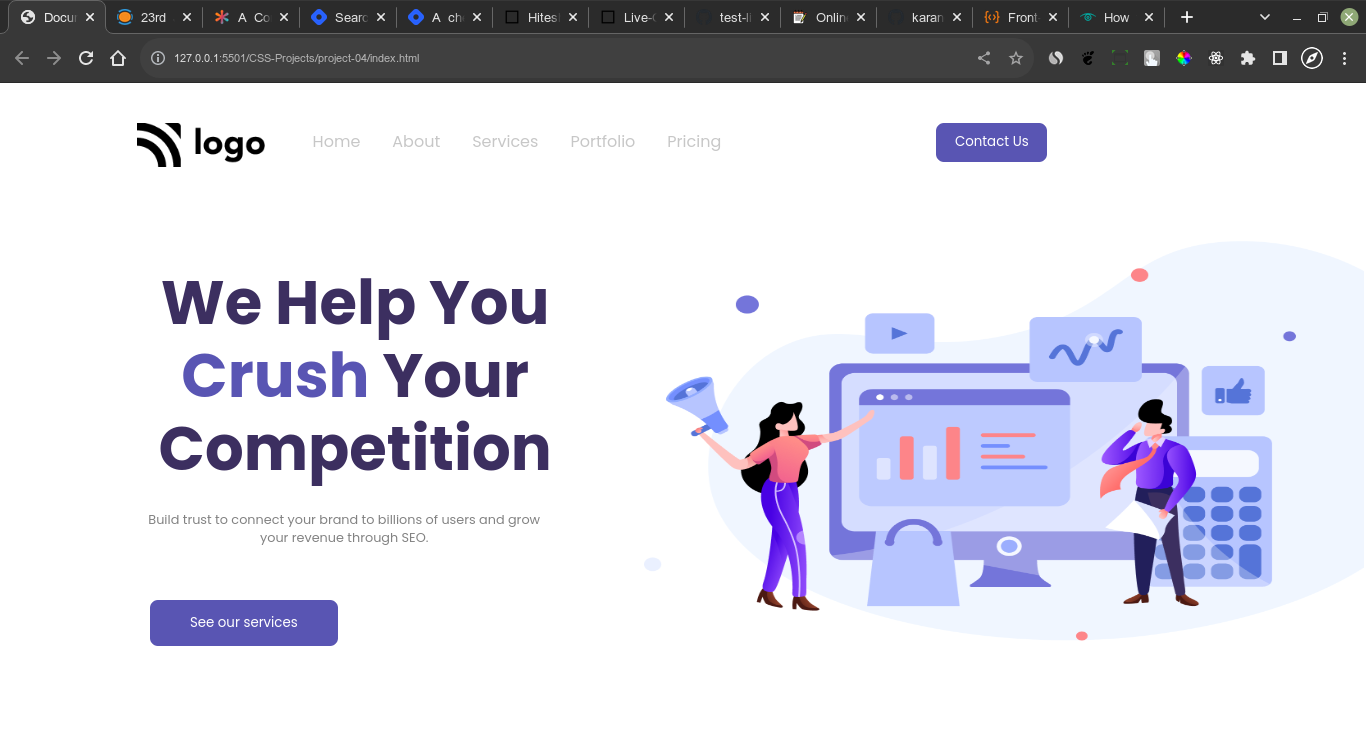 Docu
23rd
A Co
Searc
A ch
Hites
Live-
test-li
Onlin
karan
Front-
How
127.0.0.1:5501/CSS-Projects/project-04/index.html
logo
Home
About
Services
Portfolio
Pricing
Contact Us
We Help You
Crush Your
Competition
Build trust to connect your brand to billions of users and grow
your revenue through SEO.
See our services